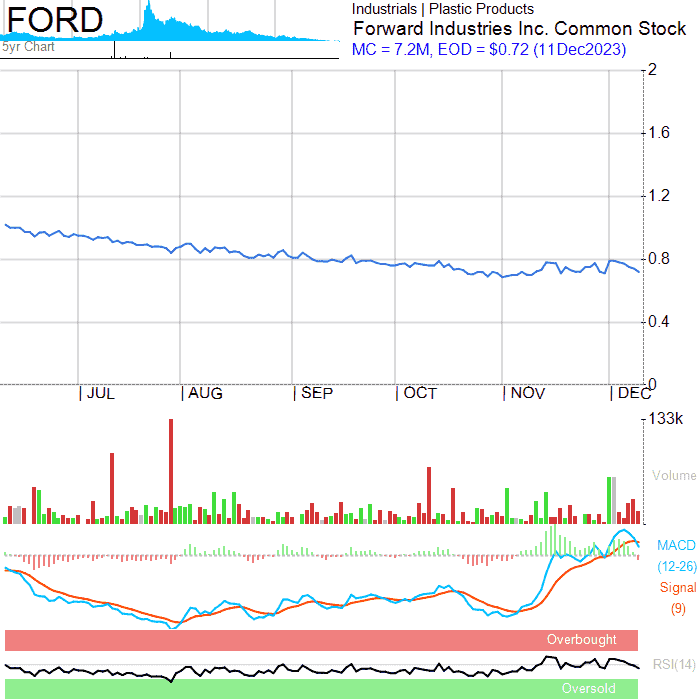 FORD
5yr Chart
Industrials | Plastic Products
Forward Industries Inc. Common Stock
MC = 7.2M, EOD = $0.72 (11Dec2023)
2
1.6
1.2
0.8
0.4
0
| JUL | AUG | SEP | OCT | NOV | DEC
133k
Volume
MACD
(12-26)
Signal
(9)
Overbought
RSI(14)
Oversold